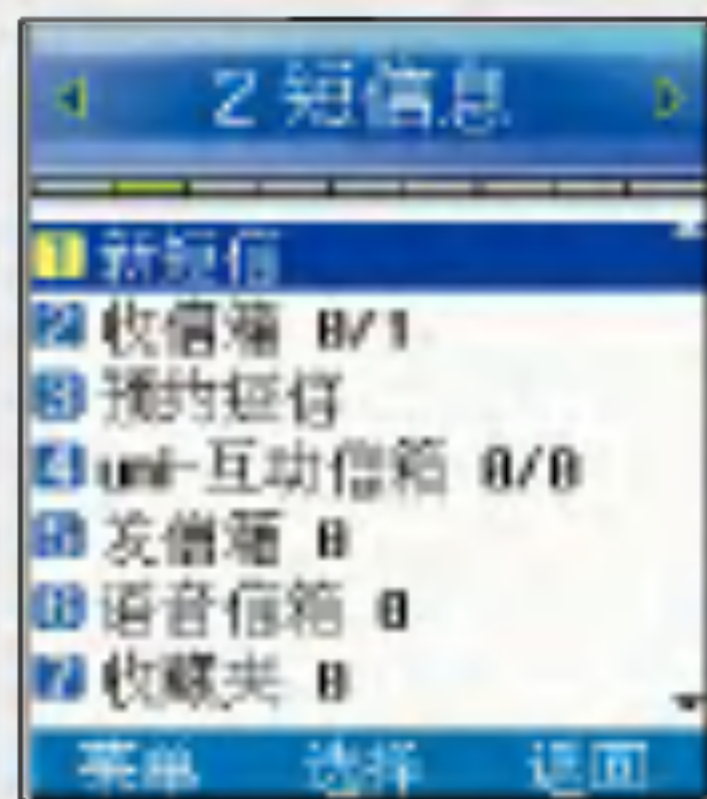 2 短信息
1 新短信
2 收信箱 0/1
3 预约短信
4 uni-互动信箱 0/0
5 发信箱 0
6 语音信箱 0
7 收藏夹 0
菜单 选择 返回